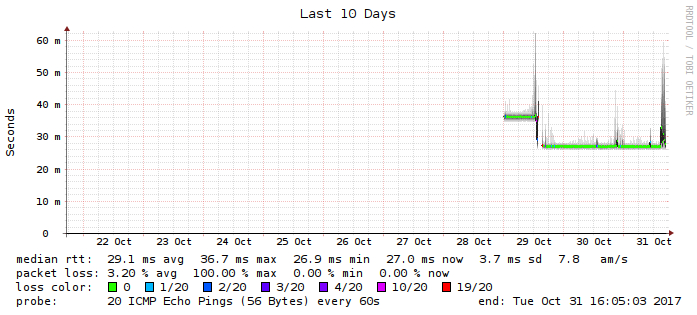 Last 10 Days
RRDTOOL / TOBI OETIKER
Seconds
60 m
50 m
40 m
30 m
20 m
10 m
0
22 Oct 23 Oct 24 Oct 25 Oct 26 Oct 27 Oct 28 Oct 29 Oct 30 Oct 31 Oct
median rtt: 29.1 ms avg 36.7 ms max 26.9 ms min 27.0 ms now 3.7 ms sd 7.8 am/s
packet loss: 3.20 % avg 100.00 % max 0.00 % min 0.00 % now
loss color: 0 1/20 2/20 3/20 4/20 10/20 19/20
probe: 20 ICMP Echo Pings (56 Bytes) every 60s end: Tue Oct 31 16:05:03 2017